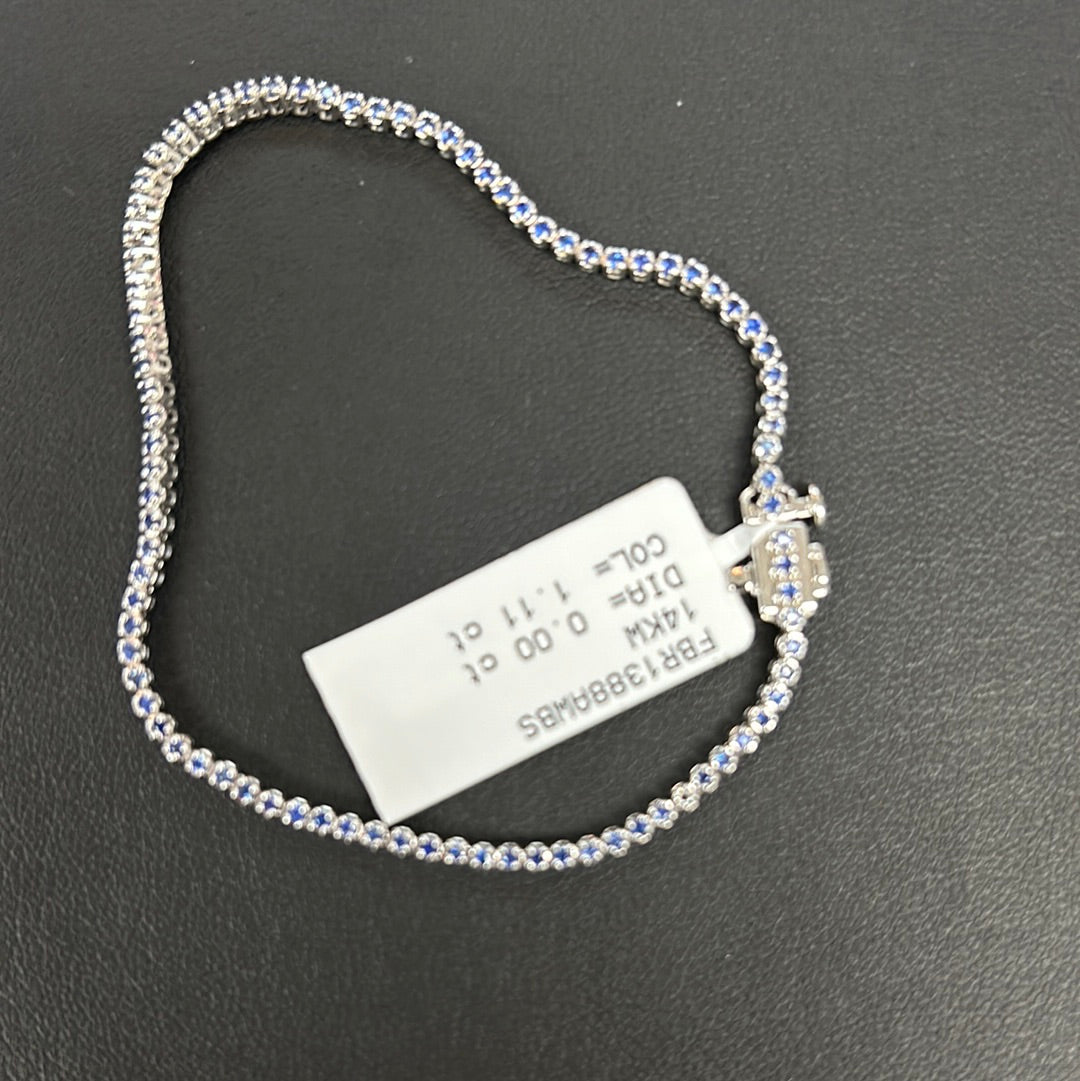 FBR1388AWBS
14KW
DIA= 0.00 ct
COL= 1.11 ct